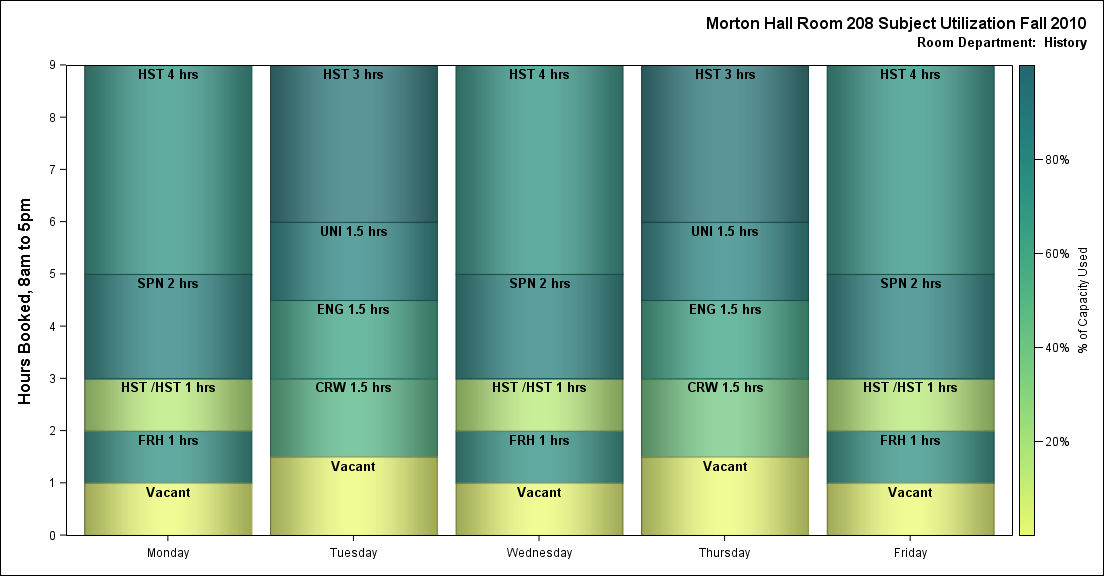 Morton Hall Room 208 Subject Utilization Fall 2010
Room Department:  History
Hours Booked, 8am to 5pm
9
8
7
6
5
4
3
2
1
0
HST 4 hrs
SPN 2 hrs
HST /HST 1 hrs
FRH 1 hrs
Vacant
HST 3 hrs
UNI 1.5 hrs
ENG 1.5 hrs
CRW 1.5 hrs
Vacant
HST 4 hrs
SPN 2 hrs
HST /HST 1 hrs
FRH 1 hrs
Vacant
HST 3 hrs
UNI 1.5 hrs
ENG 1.5 hrs
CRW 1.5 hrs
Vacant
HST 4 hrs
SPN 2 hrs
HST /HST 1 hrs
FRH 1 hrs
Vacant
Monday Tuesday Wednesday Thursday Friday
80%
60%
40%
20%
% of Capacity Used